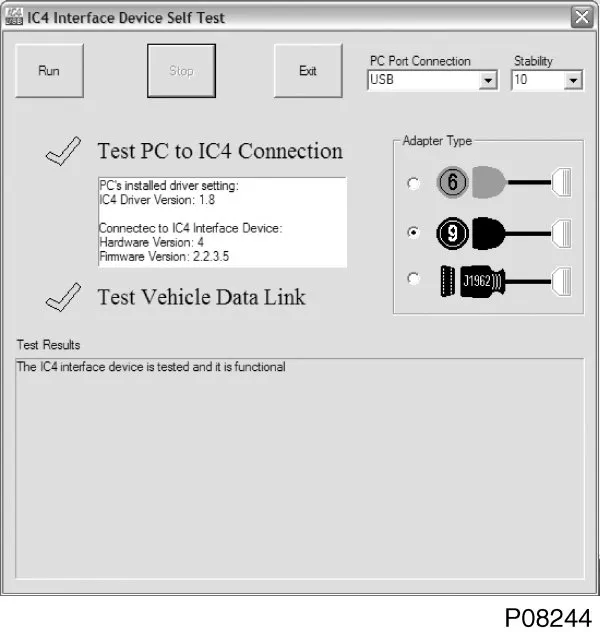 IC4 Interface Device Self Test
Run
Stop
Exit
PC Port Connection
USB
Stability
10
Test PC to IC4 Connection
PC's installed driver setting:
IC4 Driver Version: 1.8
Connectec to IC4 Interface Device:
Hardware Version: 4
Firmware Version: 2.2.3.5
Test Vehicle Data Link
Adapter Type
6
9
J1962
Test Results
The IC4 interface device is tested and it is functional
P08244